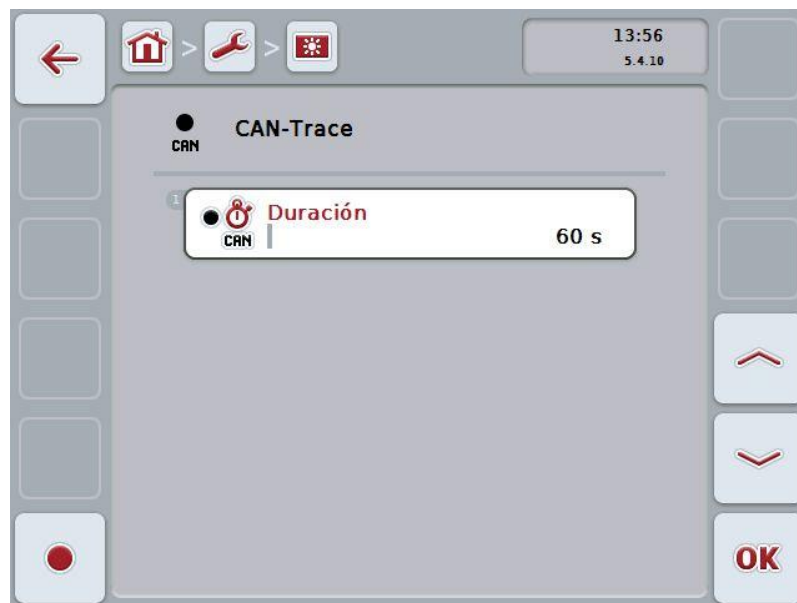 13:56
5.4.10
CAN
CAN-Trace
1
Duración
CAN
60 s
OK